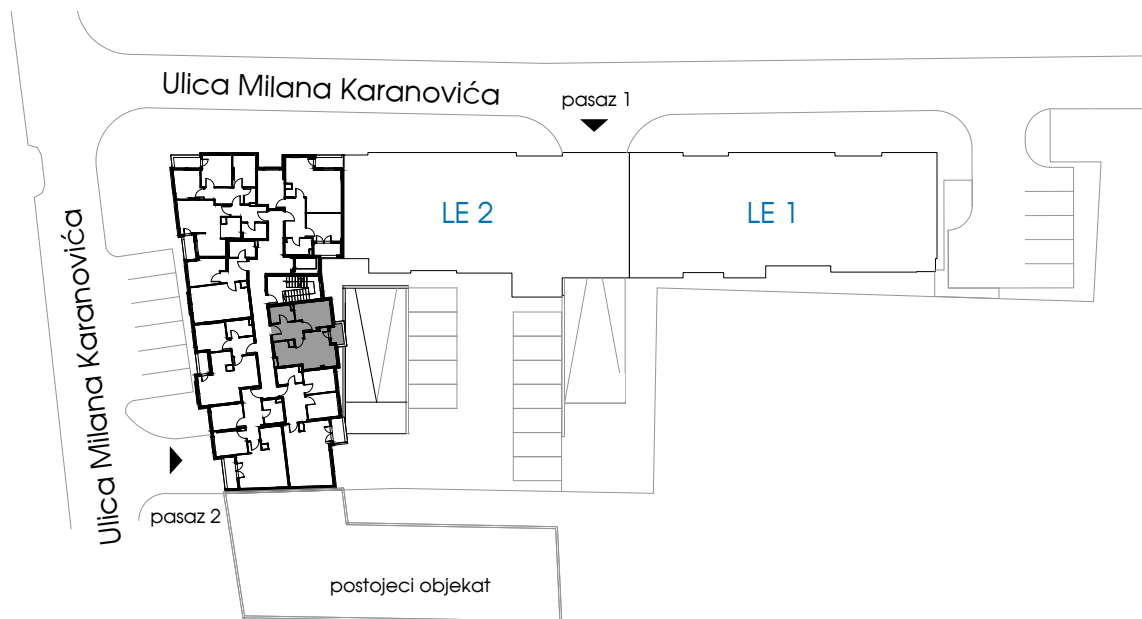 Ulica Milana Karanovića
pasaz 1
LE 2
LE 1
Ulica Milana Karanovića
pasaz 2
postojeci objekat